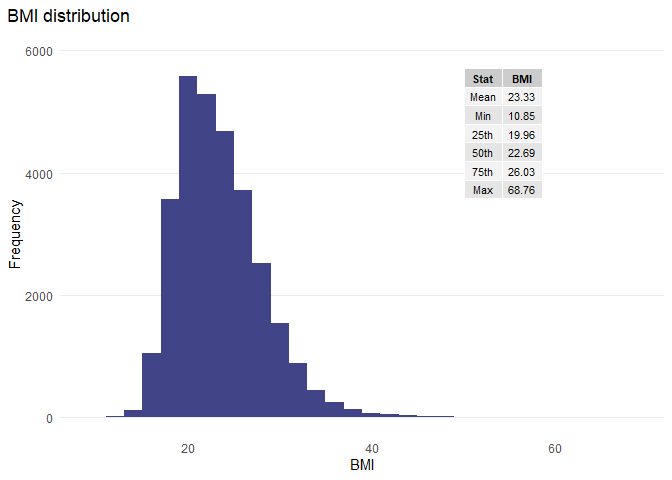 BMI distribution
6000
4000
2000
0
Frequency
20 40 60
BMI
Stat BMI
Mean 23.33
Min 10.85
25th 19.96
50th 22.69
75th 26.03
Max 68.76